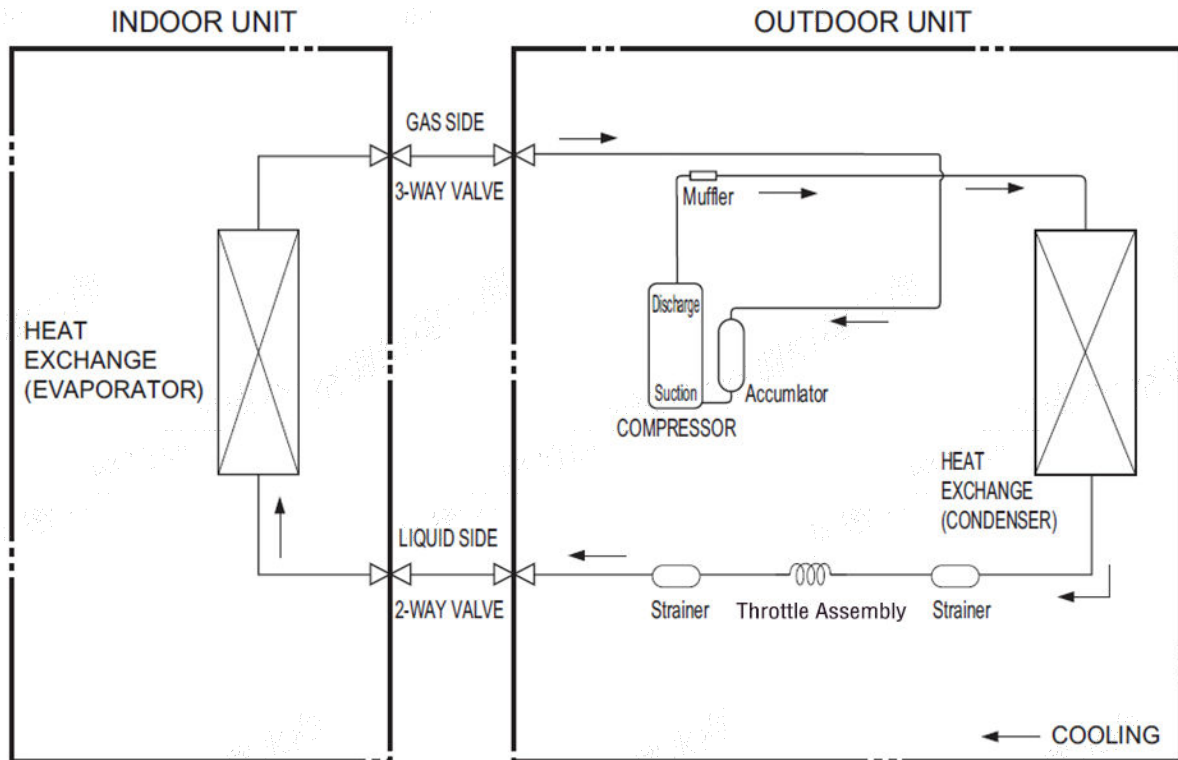 INDOOR UNIT
OUTDOOR UNIT
GAS SIDE
3-WAY VALVE
Muffler
Discharge
Suction
Accumlator
COMPRESSOR
HEAT
EXCHANGE
(EVAPORATOR)
HEAT
EXCHANGE
(CONDENSER)
LIQUID SIDE
2-WAY VALVE
Strainer
Throttle Assembly
Strainer
COOLING